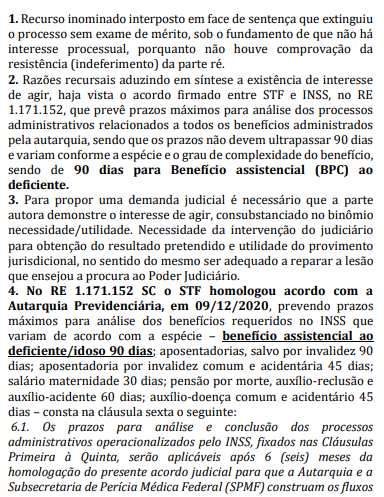 1. Recurso inominado interposto em face de sentença que extinguiu
o processo sem exame de mérito, sob o fundamento de que não há
interesse processual, porquanto não houve comprovação da
resistência (indeferimento) da parte ré.
2. Razões recursais aduzindo em síntese a existência de interesse
de agir, haja vista o acordo firmado entre STF e INSS, no RE
1.171.152, que prevê prazos máximos para análise dos processos
administrativos relacionados a todos os benefícios administrados
pela autarquia, sendo que os prazos não devem ultrapassar 90 dias
e variam conforme a espécie e o grau de complexidade do benefício,
sendo de 90 dias para Benefício assistencial (BPC) ao
deficiente.
3. Para propor uma demanda judicial é necessário que a parte
autora demonstre o interesse de agir, consubstanciado no binômio
necessidade/utilidade. Necessidade da intervenção do judiciário
para obtenção do resultado pretendido e utilidade do provimento
jurisdicional, no sentido do mesmo ser adequado a reparar a lesão
que ensejou a procura ao Poder Judiciário.
4. No RE 1.171.152 SC o STF homologou acordo com a
Autarquia Previdenciária, em 09/12/2020, prevendo prazos
máximos para análise dos benefícios requeridos no INSS que
variam de acordo com a espécie – benefício assistencial ao
deficiente/idoso 90 dias; aposentadorias, salvo por invalidez 90
dias; aposentadoria por invalidez comum e acidentária 45 dias;
salário maternidade 30 dias; pensão por morte, auxílio-reclusão e
auxílio-acidente 60 dias; auxílio-doença comum e acidentário 45
dias – consta na cláusula sexta o seguinte:
6.1. Os prazos para análise e conclusão dos processos
administrativos operacionalizados pelo INSS, fixados nas Cláusulas
Primeira à Quinta, serão aplicáveis após 6 (seis) meses da
homologação do presente acordo judicial para que a Autarquia e a
Subsecretaria de Perícia Médica Federal (SPMF) construam os fluxos